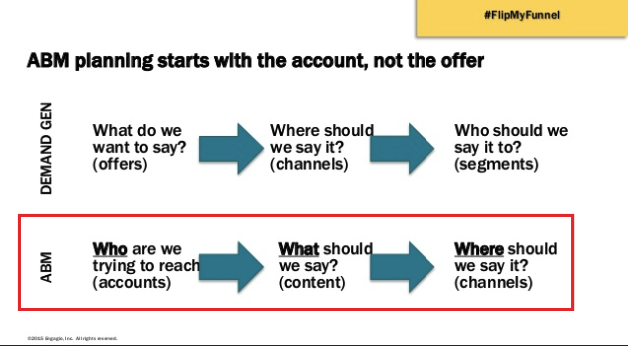 #FlipMyFunnel
ABM planning starts with the account, not the offer
DEMAND GEN
What do we
want to say?
(offers)
Where should
we say it?
(channels)
Who should we
say it to?
(segments)
ABM
Who are we
trying to reach
(accounts)
What should
we say?
(content)
Where should
we say it?
(channels)
©2015 Engagio, Inc. All rights reserved.